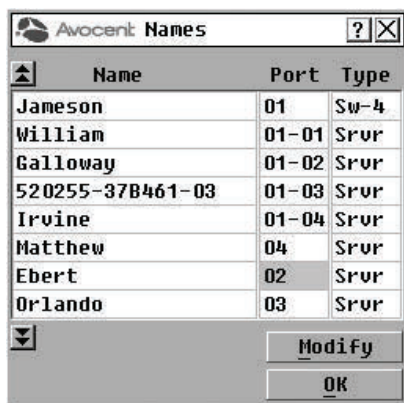 Avocent Names ? X
Name Port Type
Jameson 01 Sw-4
William 01-01 Srvr
Galloway 01-02 Srvr
520255-37B461-03 01-03 Srvr
Irvine 01-04 Srvr
Matthew 04 Srvr
Ebert 02 Srvr
Orlando 03 Srvr
Modify
OK